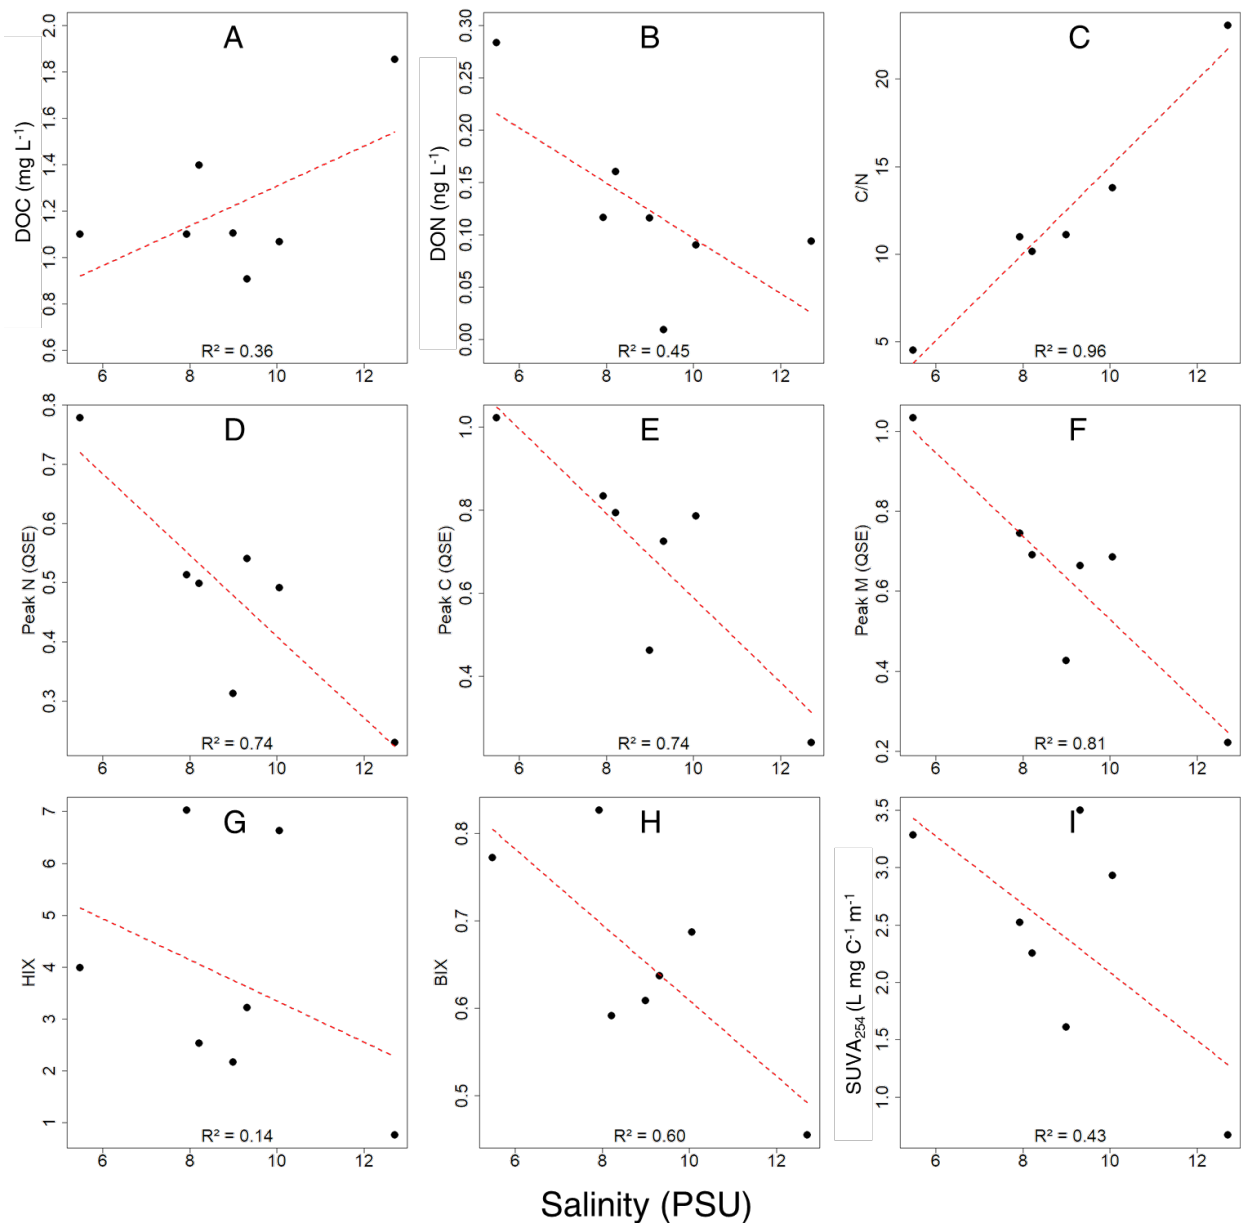 A
DOC (mg L⁻¹)
2.0
1.8
1.6
1.4
1.2
1.0
0.8
0.6
R² = 0.36
6 8 10 12
B
DON (ng L⁻¹)
0.30
0.25
0.20
0.15
0.10
0.05
0.00
R² = 0.45
6 8 10 12
C
C/N
20
15
10
5
R² = 0.96
6 8 10 12
D
Peak N (QSE)
0.8
0.7
0.6
0.5
0.4
0.3
R² = 0.74
6 8 10 12
E
Peak C (QSE)
1.0
0.8
0.6
0.4
R² = 0.74
6 8 10 12
F
Peak M (QSE)
1.0
0.8
0.6
0.4
0.2
R² = 0.81
6 8 10 12
G
HIX
7
6
5
4
3
2
1
R² = 0.14
6 8 10 12
H
BIX
0.8
0.7
0.6
0.5
R² = 0.60
6 8 10 12
I
SUVA₂₅₄ (L mg C⁻¹ m⁻¹)
3.5
3.0
2.5
2.0
1.5
1.0
R² = 0.43
6 8 10 12
Salinity (PSU)